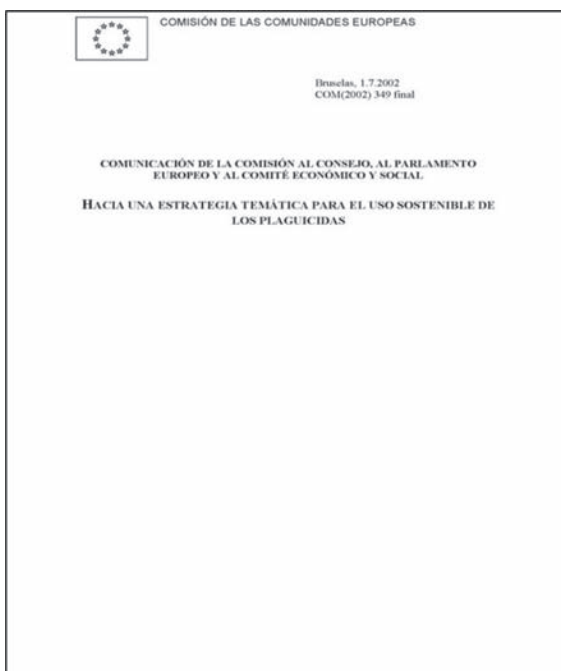 COMISIÓN DE LAS COMUNIDADES EUROPEAS
Bruselas, 1.7.2002
COM(2002) 349 final
COMUNICACIÓN DE LA COMISIÓN AL CONSEJO, AL PARLAMENTO
EUROPEO Y AL COMITÉ ECONÓMICO Y SOCIAL
HACIA UNA ESTRATEGIA TEMÁTICA PARA EL USO SOSTENIBLE DE
LOS PLAGUICIDAS